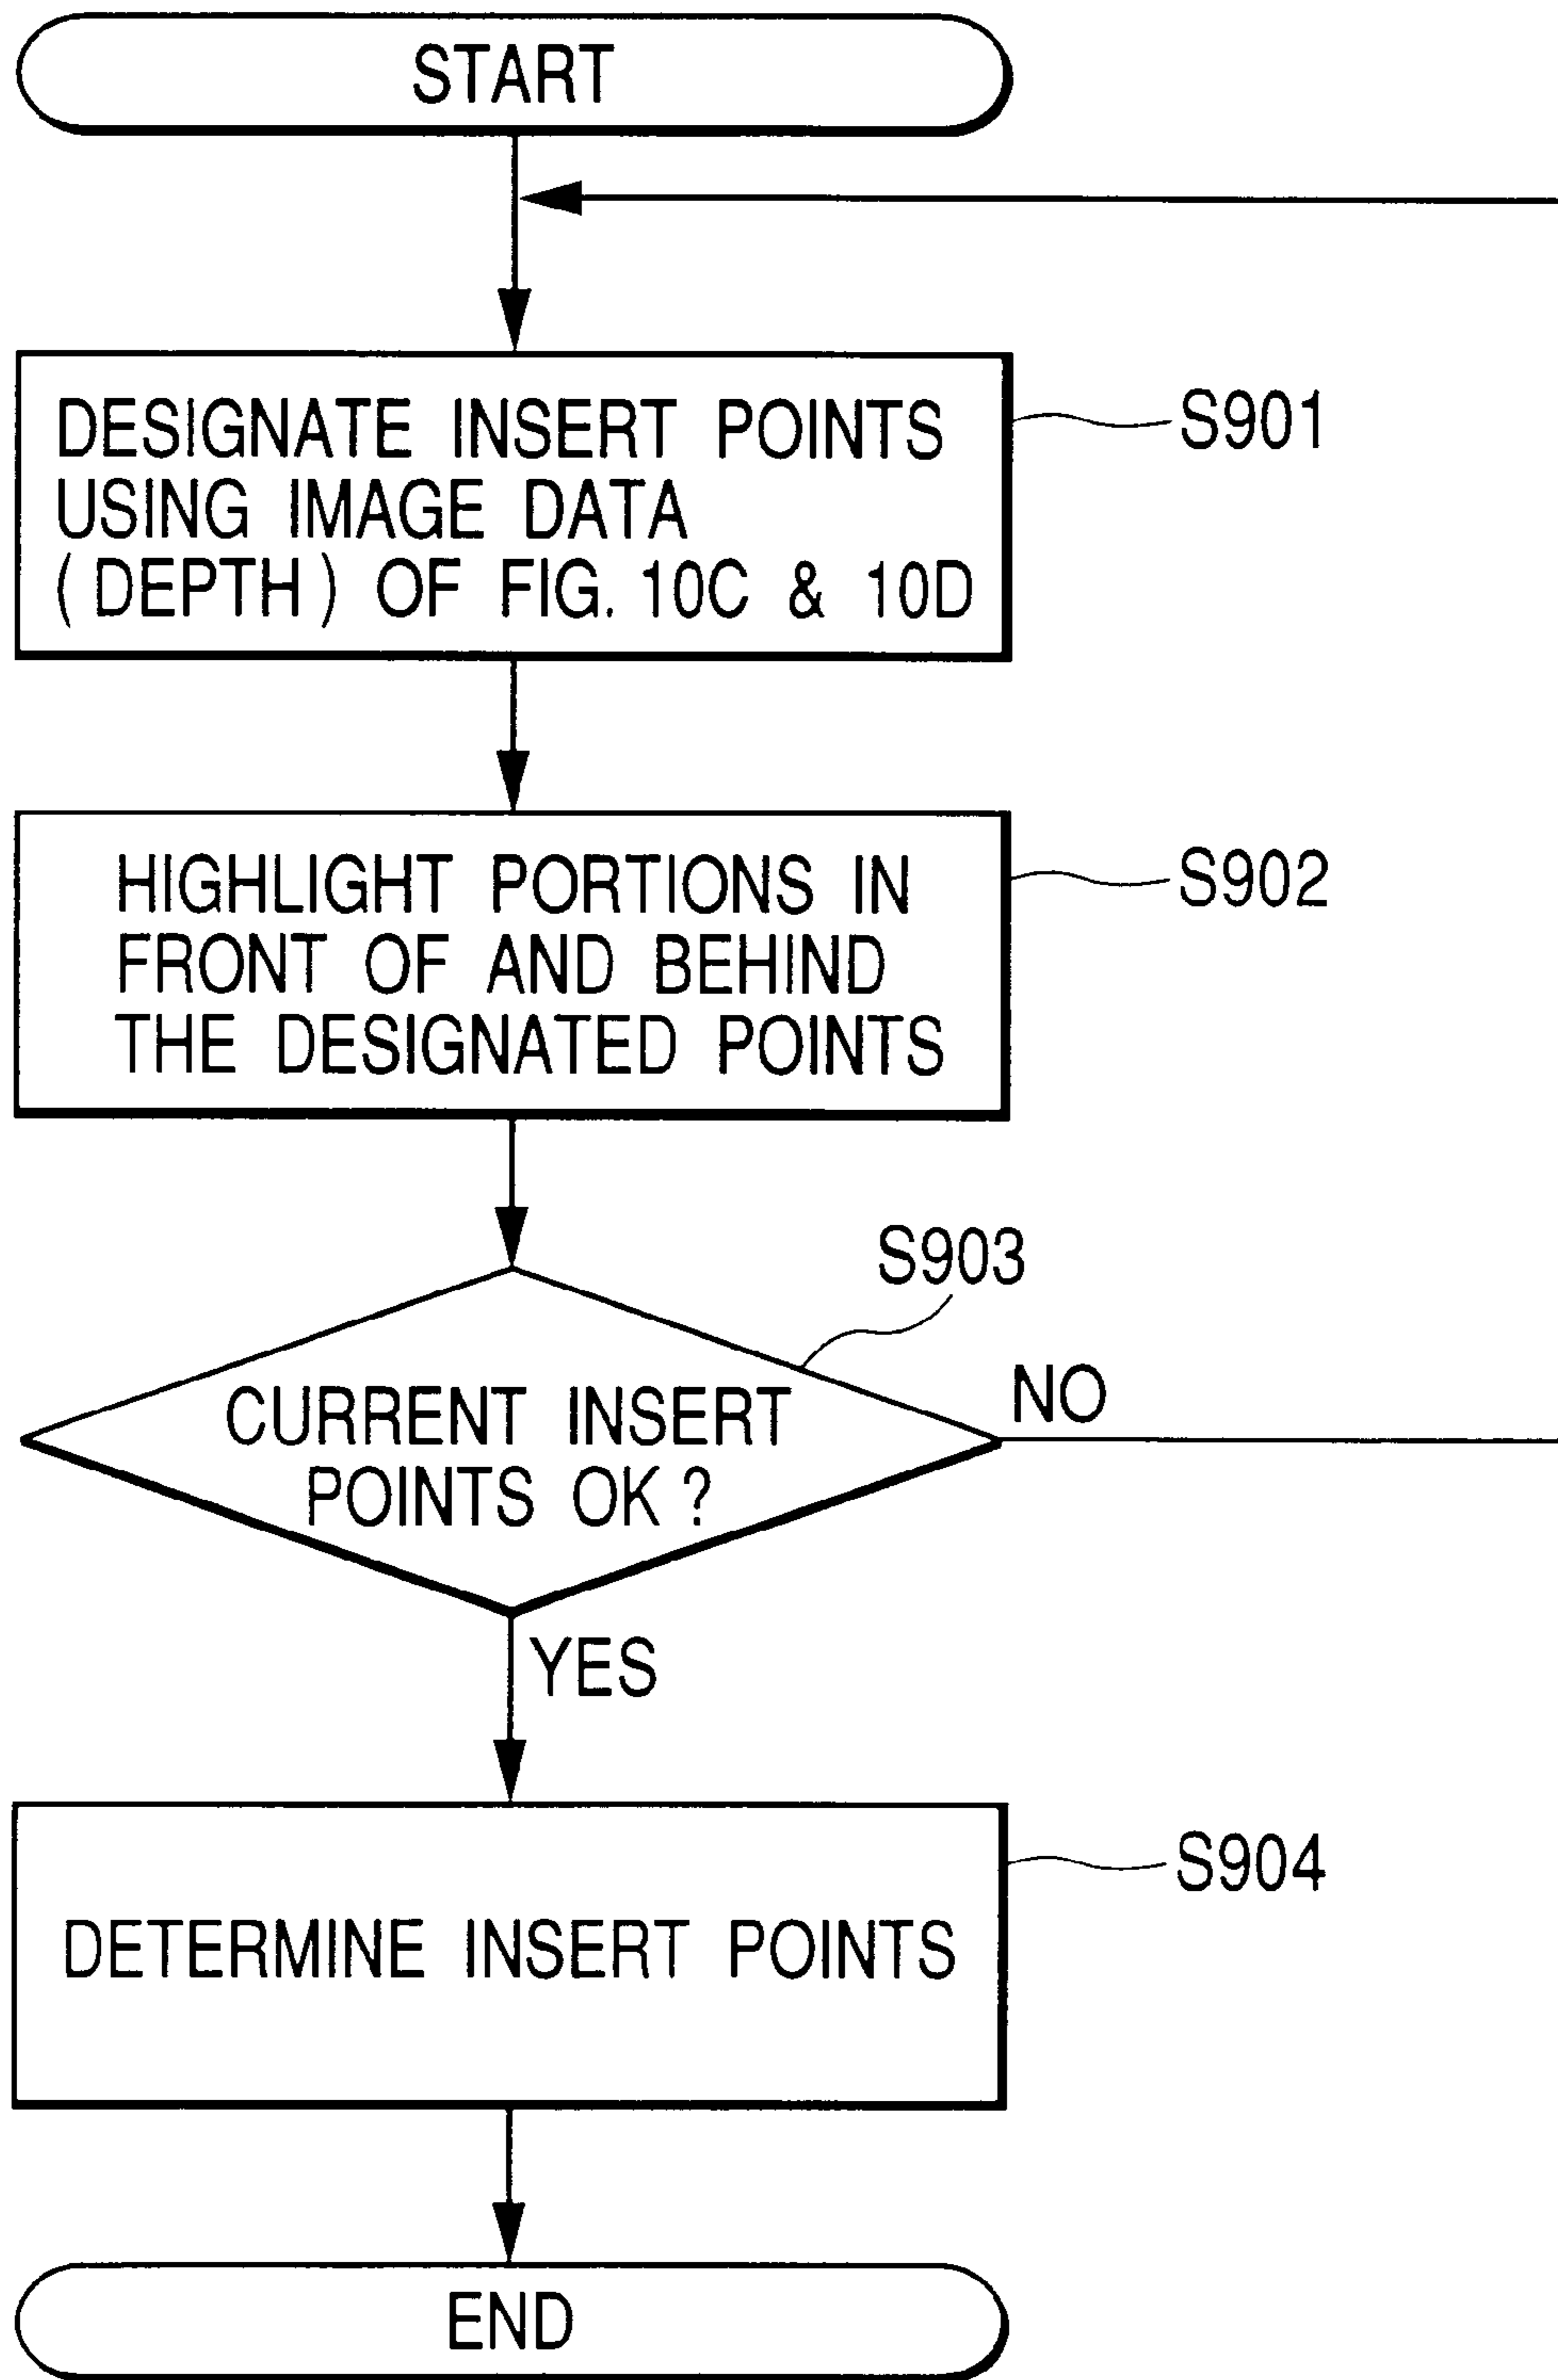 START
DESIGNATE INSERT POINTS
USING IMAGE DATA
(DEPTH) OF FIG. 10C & 10D
S901
HIGHLIGHT PORTIONS IN
FRONT OF AND BEHIND
THE DESIGNATED POINTS
S902
S903
CURRENT INSERT
POINTS OK?
NO
YES
DETERMINE INSERT POINTS
S904
END